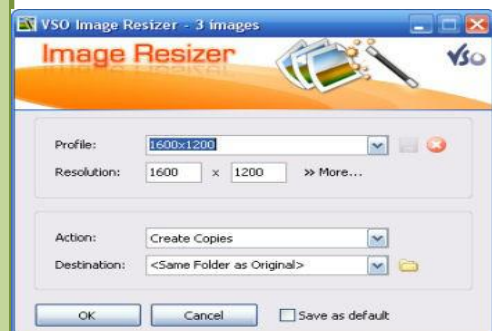 VSO Image Resizer - 3 images
Image Resizer
VSO
Profile: 1600x1200
Resolution: 1600 x 1200 >> More...
Action: Create Copies
Destination: <Same Folder as Original>
OK Cancel Save as default